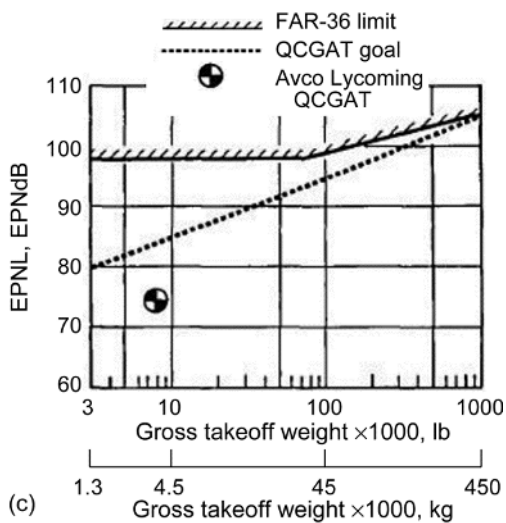 FAR-36 limit
QCGAT goal
Avco Lycoming
QCGAT
110
100
90
80
70
60
EPNL, EPNdB
3 10 100 1000
Gross takeoff weight ×1000, lb
1.3 4.5 45 450
Gross takeoff weight ×1000, kg
(c)